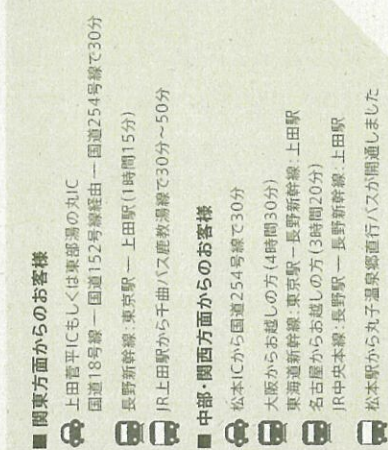 ■ 関東方面からのお客様
上田菅平ICもしくは東部湯の丸IC
国道18号線 ― 国道152号線経由 ― 国道254号線で30分
長野新幹線:東京駅 ― 上田駅(1時間15分)
JR上田駅から千曲バス鹿教湯線で30分~50分
■ 中部・関西方面からのお客様
松本ICから国道254号線で30分
大阪からお越しの方(4時間30分)
東海道新幹線:東京駅 ― 長野新幹線:上田駅
名古屋からお越しの方(3時間20分)
JR中央本線:長野駅 ― 長野新幹線:上田駅
松本駅から丸子温泉郷直行バスが開通しました